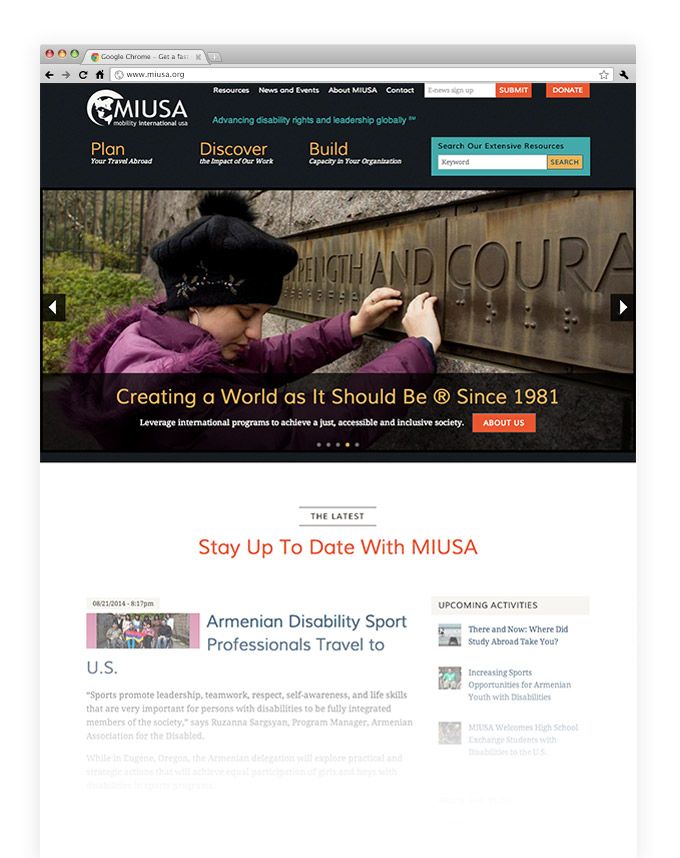 Google Chrome - Get a fast
www.miusa.org
Resources News and Events About MIUSA Contact E-news sign up SUBMIT DONATE
MIUSA
mobility international usa
Advancing disability rights and leadership globally SM
Plan Discover Build
Your Travel Abroad the Impact of Our Work Capacity in Your Organization
Search Our Extensive Resources
Keyword SEARCH
AND COURA
Creating a World as It Should Be ® Since 1981
Leverage international programs to achieve a just, accessible and inclusive society. ABOUT US
THE LATEST
Stay Up To Date With MIUSA
08/21/2014 - 8:17pm
Armenian Disability Sport
Professionals Travel to
U.S.
“Sports promote leadership, teamwork, respect, self-awareness, and life skills
that are very important for persons with disabilities to be fully integrated
members of the society,” says Ruzanna Sargsyan, Program Manager, Armenian
Association for the Disabled.
While in Eugene, Oregon, the Armenian delegation will explore practical and
strategic actions that will achieve equal participation of girls and boys with
disabilities in sports programs.
UPCOMING ACTIVITIES
There and Now: Where Did
Study Abroad Take You?
Increasing Sports
Opportunities for Armenian
Youth with Disabilities
MIUSA Welcomes High School
Exchange Students with
Disabilities to the U.S.